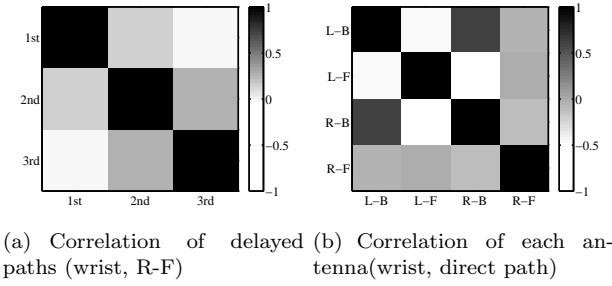 1st
2nd
3rd
1st 2nd 3rd
1
0.5
0
−0.5
−1
L−B
L−F
R−B
R−F
L−B L−F R−B R−F
1
0.5
0
−0.5
−1
(a) Correlation of delayed
paths (wrist, R-F)
(b) Correlation of each an-
tenna(wrist, direct path)